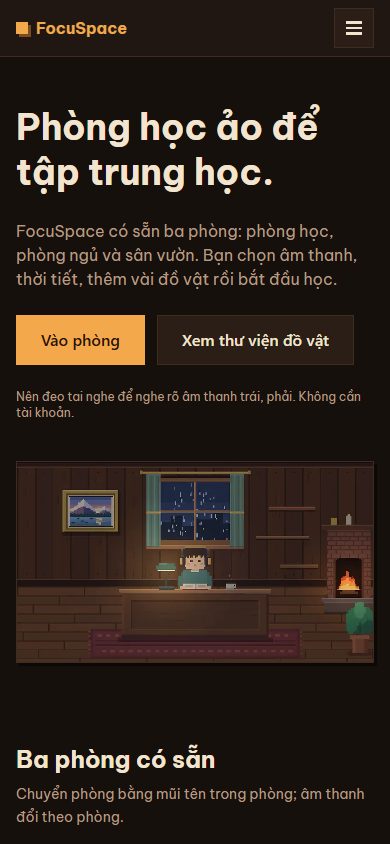 FocuSpace
Phòng học ảo để
tập trung học.
FocuSpace có sẵn ba phòng: phòng học,
phòng ngủ và sân vườn. Bạn chọn âm thanh,
thời tiết, thêm vài đồ vật rồi bắt đầu học.
Vào phòng
Xem thư viện đồ vật
Nên đeo tai nghe để nghe rõ âm thanh trái, phải. Không cần
tài khoản.
Ba phòng có sẵn
Chuyển phòng bằng mũi tên trong phòng; âm thanh
đổi theo phòng.